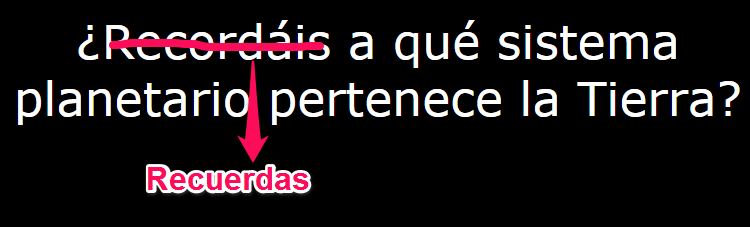 ¿Recordáis a qué sistema
planetario pertenece la Tierra?
Recuerdas